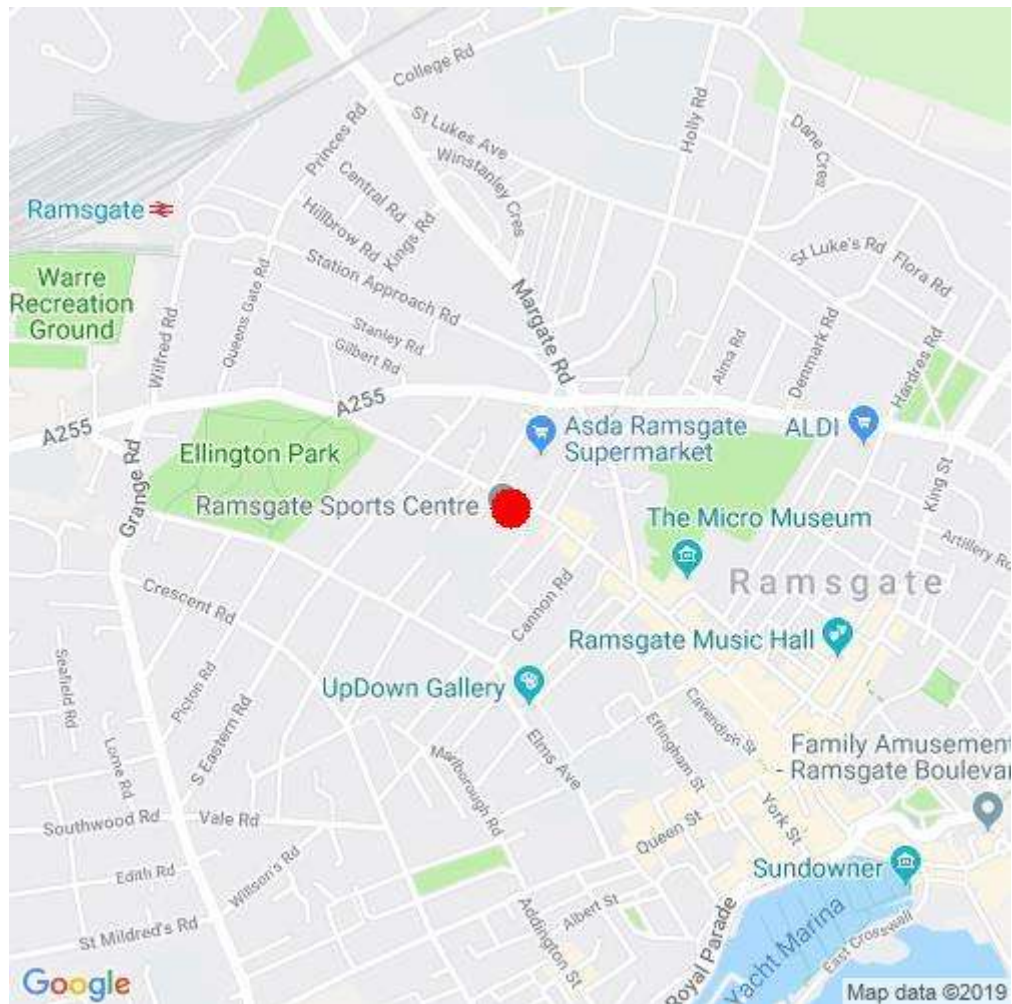 College Rd
St Lukes Ave
Holly Rd
Princes Rd
Winstanley Cres
Dane Cres
Central Rd
Ramsgate
Hillbrow Rd
Kings Rd
St Luke's Rd
Flora Rd
Station Approach Rd
Warre
Recreation
Ground
Queens Gate Rd
Margate Rd
Wilfred Rd
Stanley Rd
Gilbert Rd
Alma Rd
Denmark Rd
Hardres Rd
A255
A255
Asda Ramsgate
Supermarket
ALDI
Ellington Park
Grange Rd
King St
Ramsgate Sports Centre
The Micro Museum
Artillery Rd
Ramsgate
Crescent Rd
Cannon Rd
Ramsgate Music Hall
Seafield Rd
Picton Rd
UpDown Gallery
S Eastern Rd
Lorne Rd
Elms Ave
Effingham St
Cavendish St
Family Amusement
- Ramsgate Boulevar
Marlborough Rd
Southwood Rd
Vale Rd
Queen St
York St
Edith Rd
Willson's Rd
Sundowner
Albert St
Addington St
St Mildred's Rd
Royal Parade
Yacht Marina
East Crosswall
Google
Map data ©2019